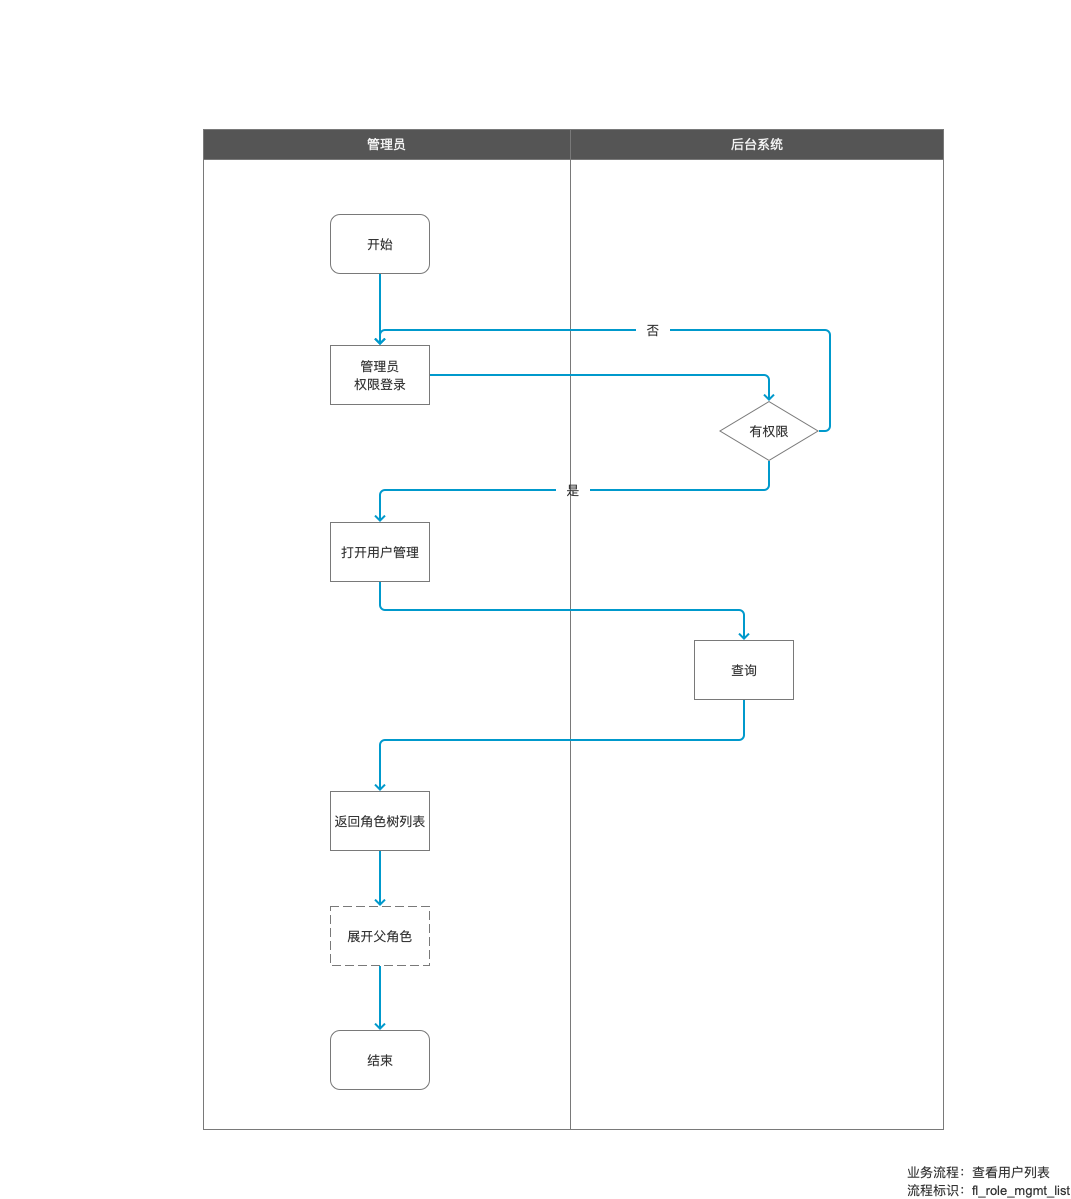 管理员
后台系统
开始
否
管理员
权限登录
有权限
是
打开用户管理
查询
返回角色树列表
展开父角色
结束
业务流程：查看用户列表
流程标识：fl_role_mgmt_list